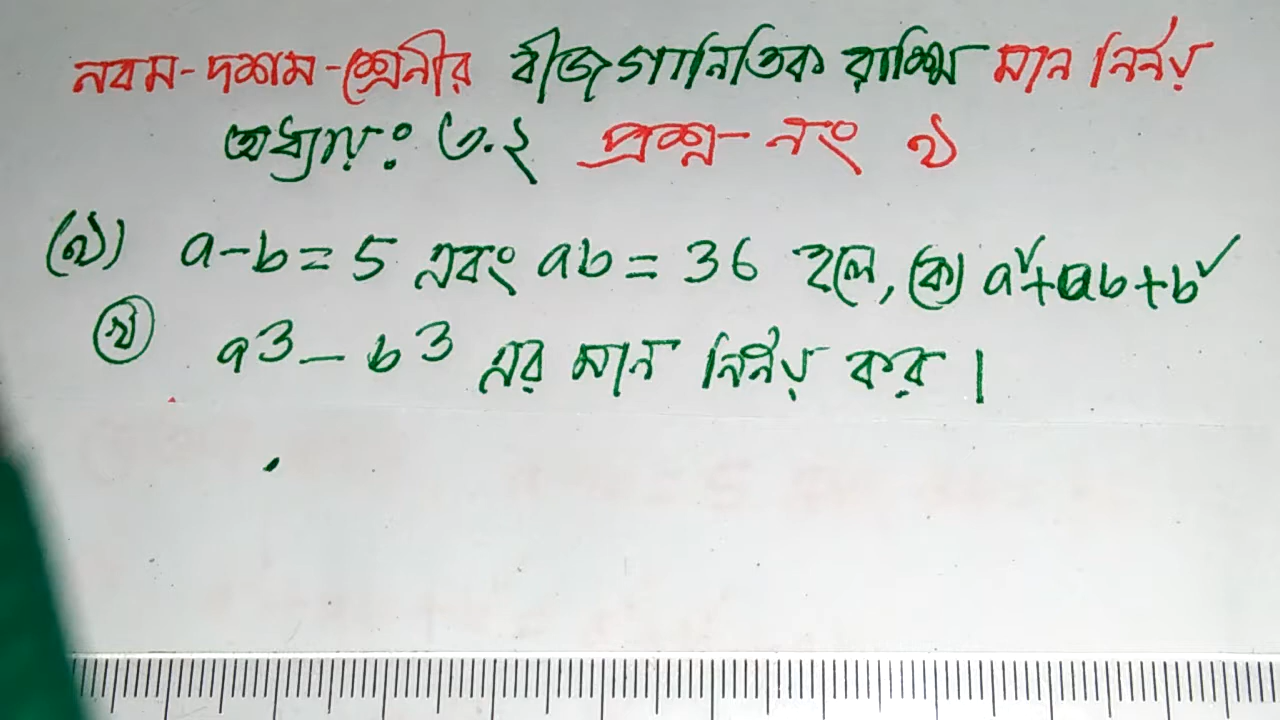 নবম-দশম-শ্রেনীর বীজগানিতিক রাশিম মান নির্নয়
অধ্যায়: ৩.২ প্রশ্ন- নং ৯
(৯) a-b=5 এবং ab=36 হলে, (ক) a²+ab+b²
(খ) a³-b³ এর মান নির্নয় কর।